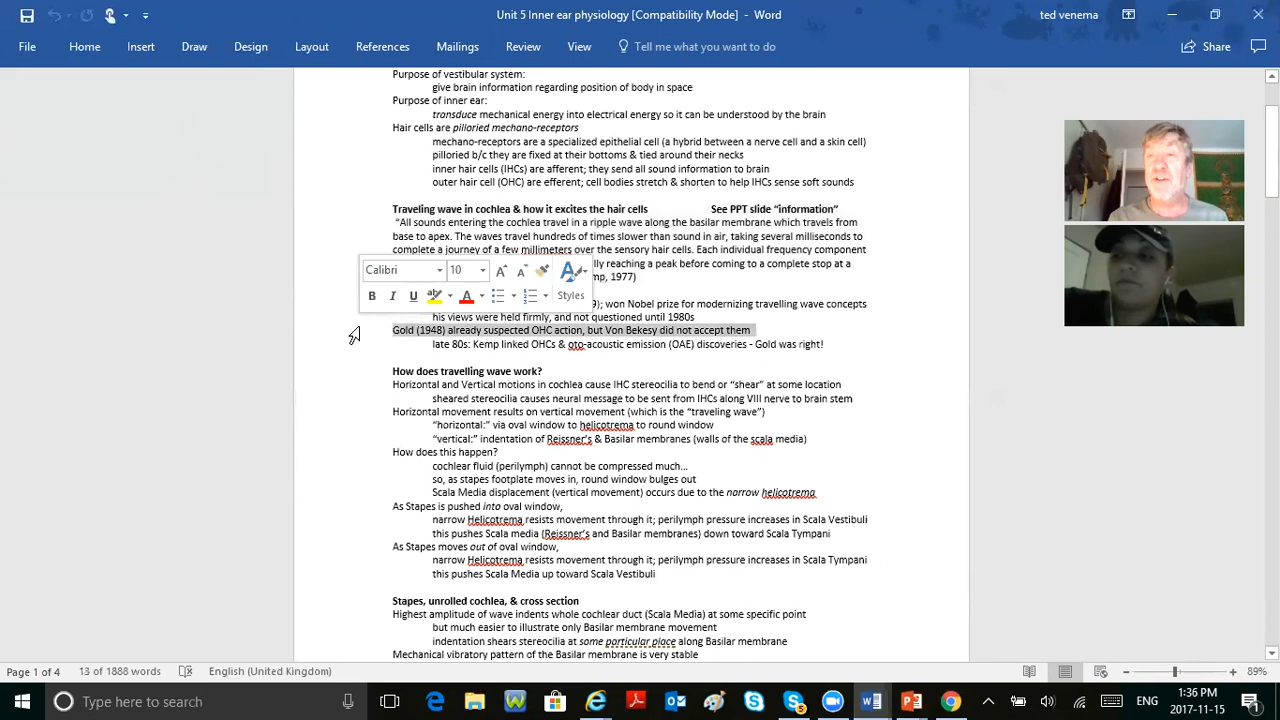 Unit 5 Inner ear physiology [Compatibility Mode] - Word
ted venema
File Home Insert Draw Design Layout References Mailings Review View Tell me what you want to do Share
Purpose of vestibular system:
give brain information regarding position of body in space
Purpose of inner ear:
transduce mechanical energy into electrical energy so it can be understood by the brain
Hair cells are pilloried mechano-receptors
mechano-receptors are a specialized epithelial cell (a hybrid between a nerve cell and a skin cell)
pilloried b/c they are fixed at their bottoms & tied around their necks
inner hair cells (IHCs) are afferent; they send all sound information to brain
outer hair cell (OHC) are efferent; cell bodies stretch & shorten to help IHCs sense soft sounds
Traveling wave in cochlea & how it excites the hair cells See PPT slide “information”
“All sounds entering the cochlea travel in a ripple wave along the basilar membrane which travels from
base to apex. The waves travel hundreds of times slower than sound in air, taking several milliseconds to
complete a journey of a few millimeters over the sensory hair cells. Each individual frequency component
lly reaching a peak before coming to a complete stop at a
mp, 1977)
Calibri 10
B I U A Styles
9); won Nobel prize for modernizing travelling wave concepts
his views were held firmly, and not questioned until 1980s
Gold (1948) already suspected OHC action, but Von Bekesy did not accept them
late 80s: Kemp linked OHCs & oto-acoustic emission (OAE) discoveries - Gold was right!
How does travelling wave work?
Horizontal and Vertical motions in cochlea cause IHC stereocilia to bend or “shear” at some location
sheared stereocilia causes neural message to be sent from IHCs along VIII nerve to brain stem
Horizontal movement results on vertical movement (which is the “traveling wave”)
“horizontal:” via oval window to helicotrema to round window
“vertical:” indentation of Reissner’s & Basilar membranes (walls of the scala media)
How does this happen?
cochlear fluid (perilymph) cannot be compressed much…
so, as stapes footplate moves in, round window bulges out
Scala Media displacement (vertical movement) occurs due to the narrow helicotrema
As Stapes is pushed into oval window,
narrow Helicotrema resists movement through it; perilymph pressure increases in Scala Vestibuli
this pushes Scala media (Reissner’s and Basilar membranes) down toward Scala Tympani
As Stapes moves out of oval window,
narrow Helicotrema resists movement through it; perilymph pressure increases in Scala Tympani
this pushes Scala Media up toward Scala Vestibuli
Stapes, unrolled cochlea, & cross section
Highest amplitude of wave indents whole cochlear duct (Scala Media) at some specific point
but much easier to illustrate only Basilar membrane movement
indentation shears stereocilia at some particular place along Basilar membrane
Mechanical vibratory pattern of the Basilar membrane is very stable
Page 1 of 4 13 of 1888 words English (United Kingdom) 89%
Type here to search
5
ENG
1:36 PM
2017-11-15